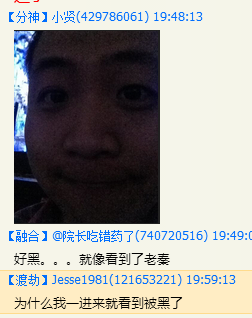 【分神】小贤(429786061) 19:48:13
【融合】@院长吃错药了(740720516) 19:49:0
好黑。。。就像看到了老秦
【渡劫】Jesse1981(121653221) 19:59:13
为什么我一进来就看到被黑了